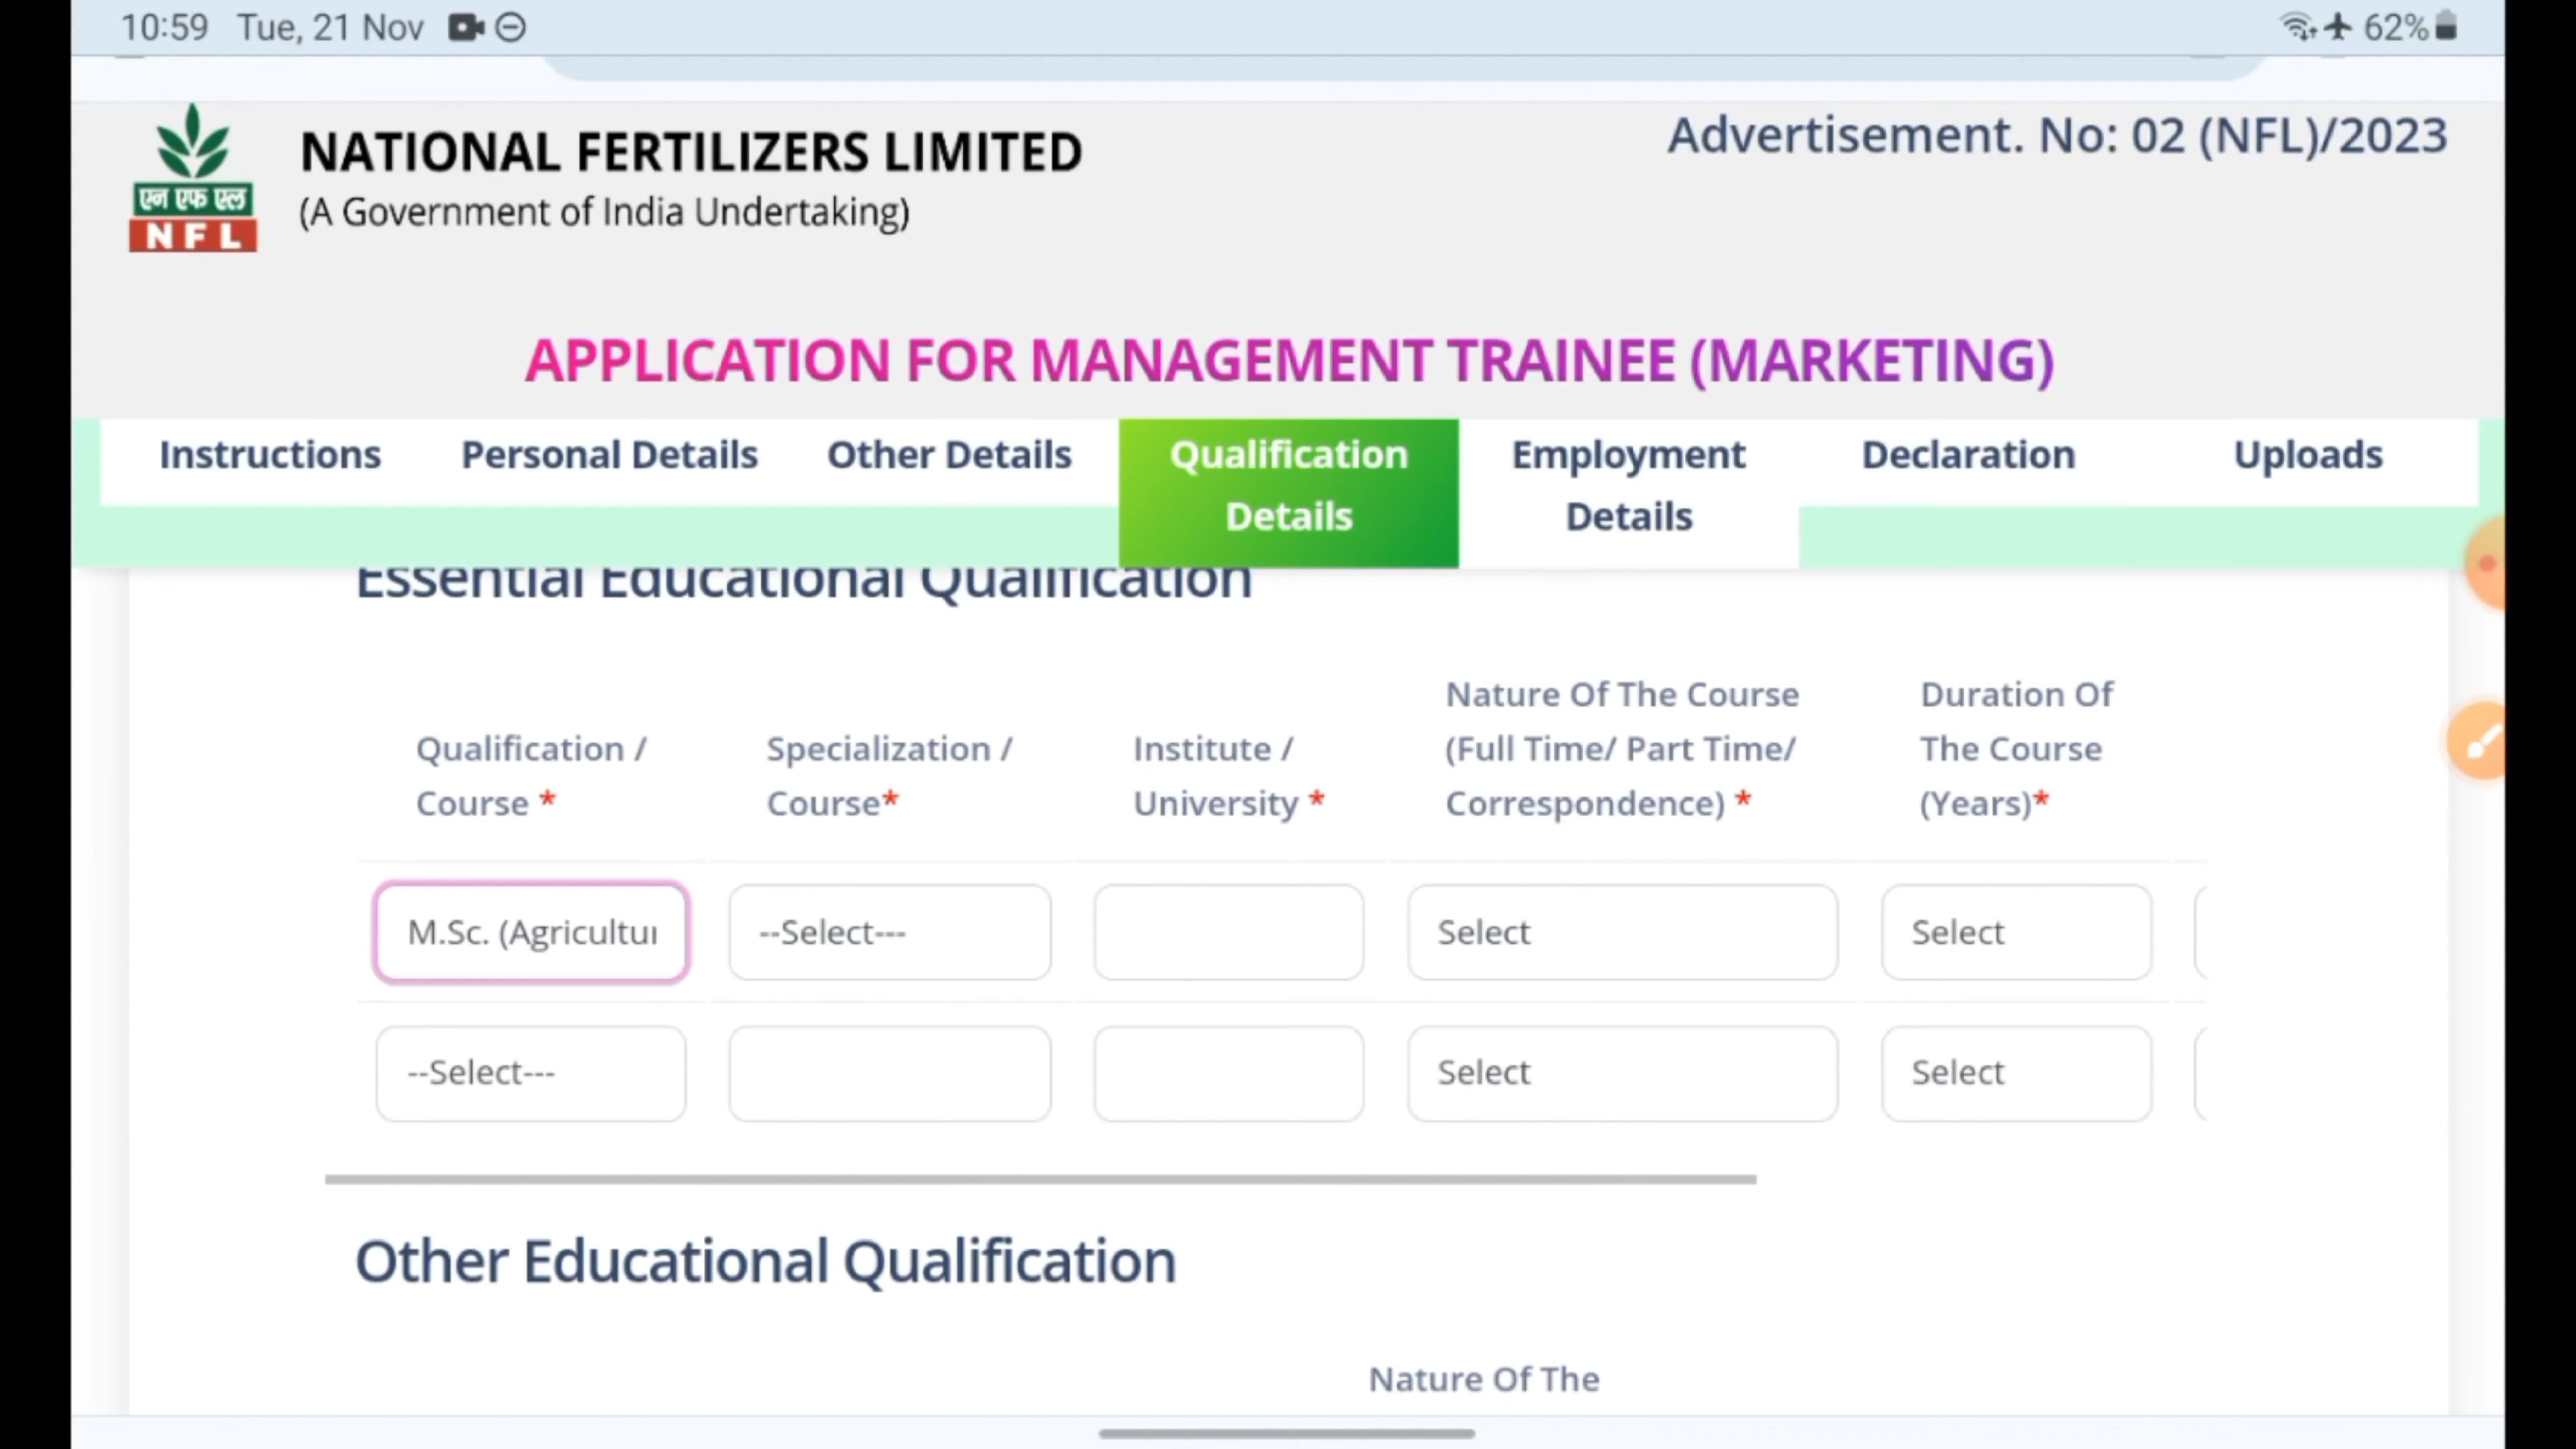 10:59 Tue, 21 Nov 62%
NATIONAL FERTILIZERS LIMITED
(A Government of India Undertaking)
एन एफ एल
NFL
Advertisement. No: 02 (NFL)/2023
APPLICATION FOR MANAGEMENT TRAINEE (MARKETING)
Instructions Personal Details Other Details Qualification Details Employment Details Declaration Uploads
Essential Educational Qualification
Qualification / Course * Specialization / Course* Institute / University * Nature Of The Course (Full Time/ Part Time/ Correspondence) * Duration Of The Course (Years)*
M.Sc. (Agricultur --Select--- Select Select
--Select--- Select Select
Other Educational Qualification
Nature Of The